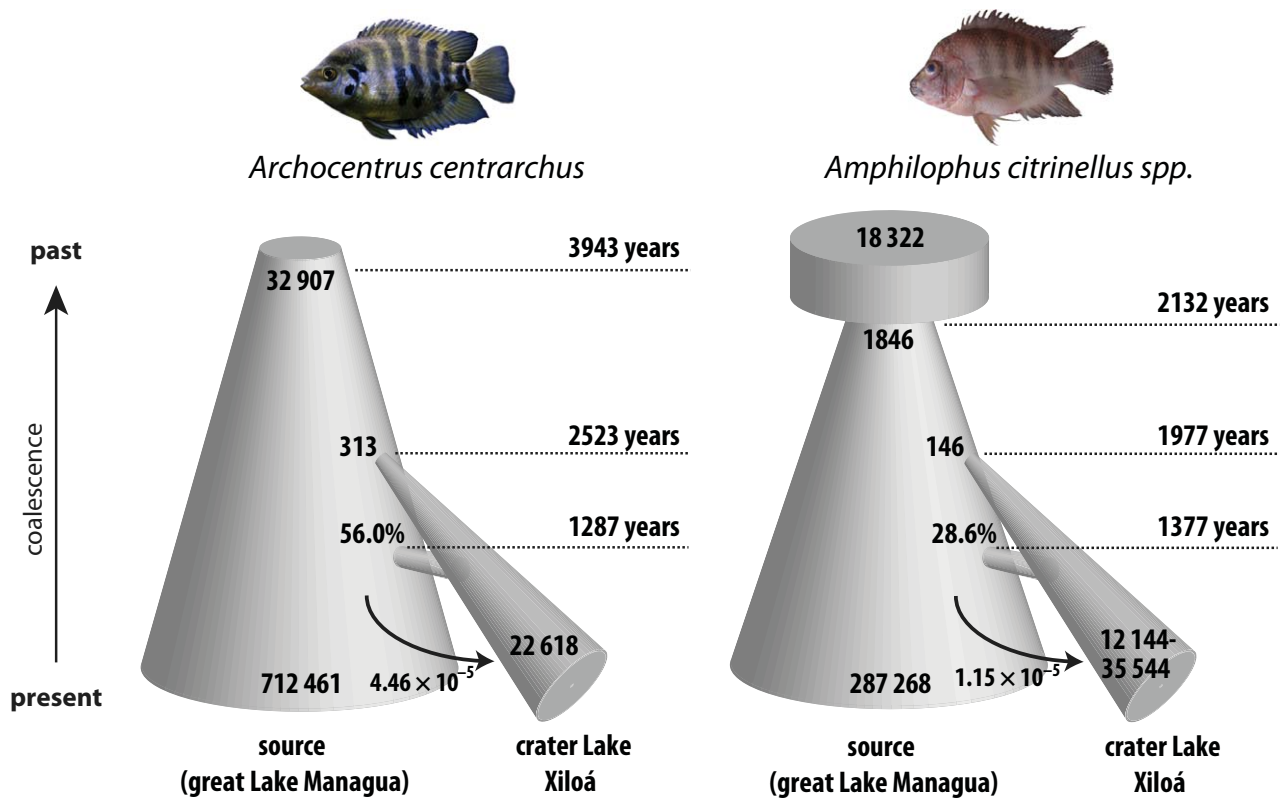 Archocentrus centrarchus
Amphilophus citrinellus spp.
past
coalescence
present
32 907
3943 years
313
2523 years
56.0%
1287 years
22 618
712 461
4.46 × 10⁻⁵
source
(great Lake Managua)
crater Lake
Xiloá
18 322
2132 years
1846
146
1977 years
28.6%
1377 years
12 144-
35 544
287 268
1.15 × 10⁻⁵
source
(great Lake Managua)
crater Lake
Xiloá